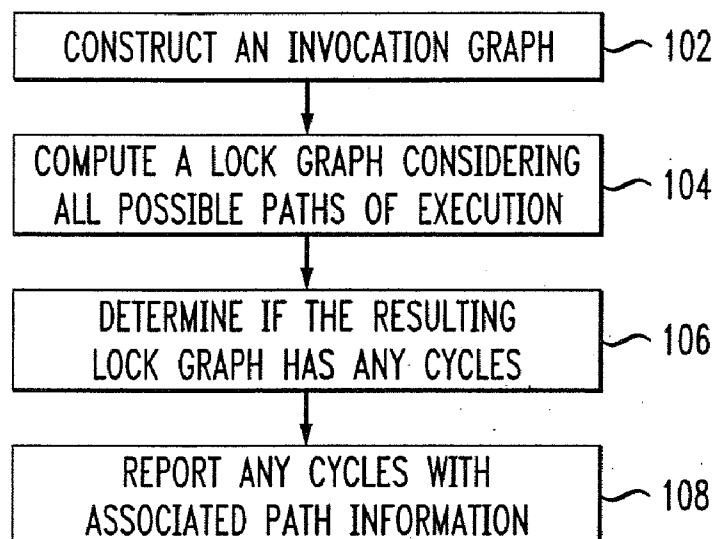 CONSTRUCT AN INVOCATION GRAPH 102
COMPUTE A LOCK GRAPH CONSIDERING
ALL POSSIBLE PATHS OF EXECUTION 104
DETERMINE IF THE RESULTING
LOCK GRAPH HAS ANY CYCLES 106
REPORT ANY CYCLES WITH
ASSOCIATED PATH INFORMATION 108